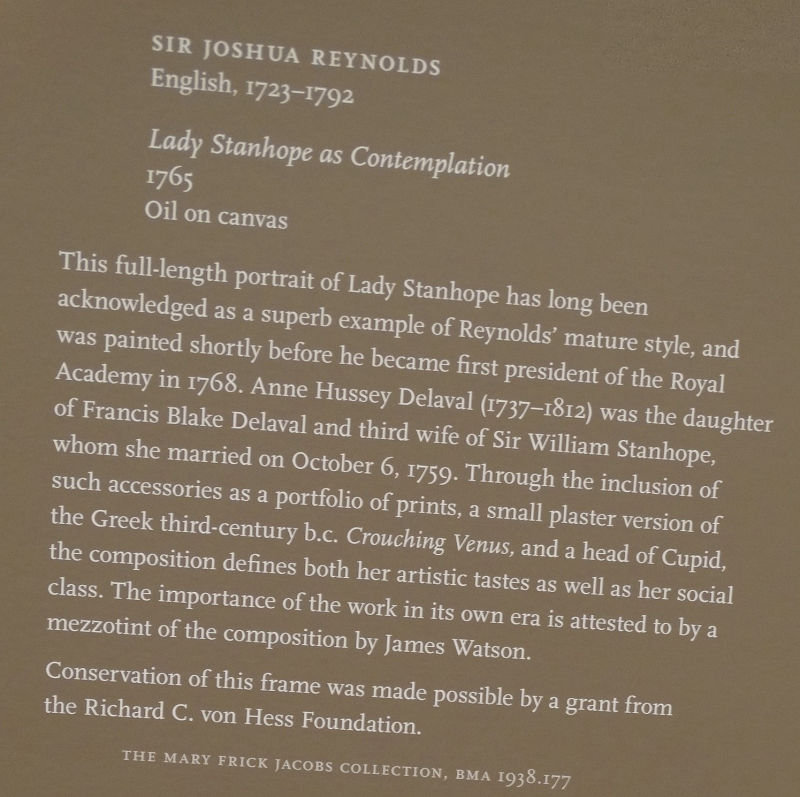 SIR JOSHUA REYNOLDS
English, 1723–1792
Lady Stanhope as Contemplation
1765
Oil on canvas
This full-length portrait of Lady Stanhope has long been
acknowledged as a superb example of Reynolds’ mature style, and
was painted shortly before he became first president of the Royal
Academy in 1768. Anne Hussey Delaval (1737–1812) was the daughter
of Francis Blake Delaval and third wife of Sir William Stanhope,
whom she married on October 6, 1759. Through the inclusion of
such accessories as a portfolio of prints, a small plaster version of
the Greek third-century b.c. Crouching Venus, and a head of Cupid,
the composition defines both her artistic tastes as well as her social
class. The importance of the work in its own era is attested to by a
mezzotint of the composition by James Watson.
Conservation of this frame was made possible by a grant from
the Richard C. von Hess Foundation.
THE MARY FRICK JACOBS COLLECTION, BMA 1938.177